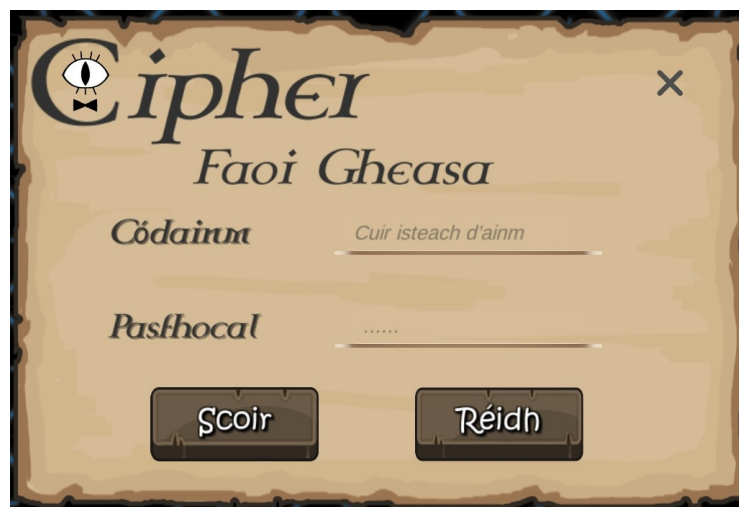 Cipher
Faoi Gheasa
Códainm
Cuir isteach d'ainm
Pasfhocal
......
Scoir
Réidh